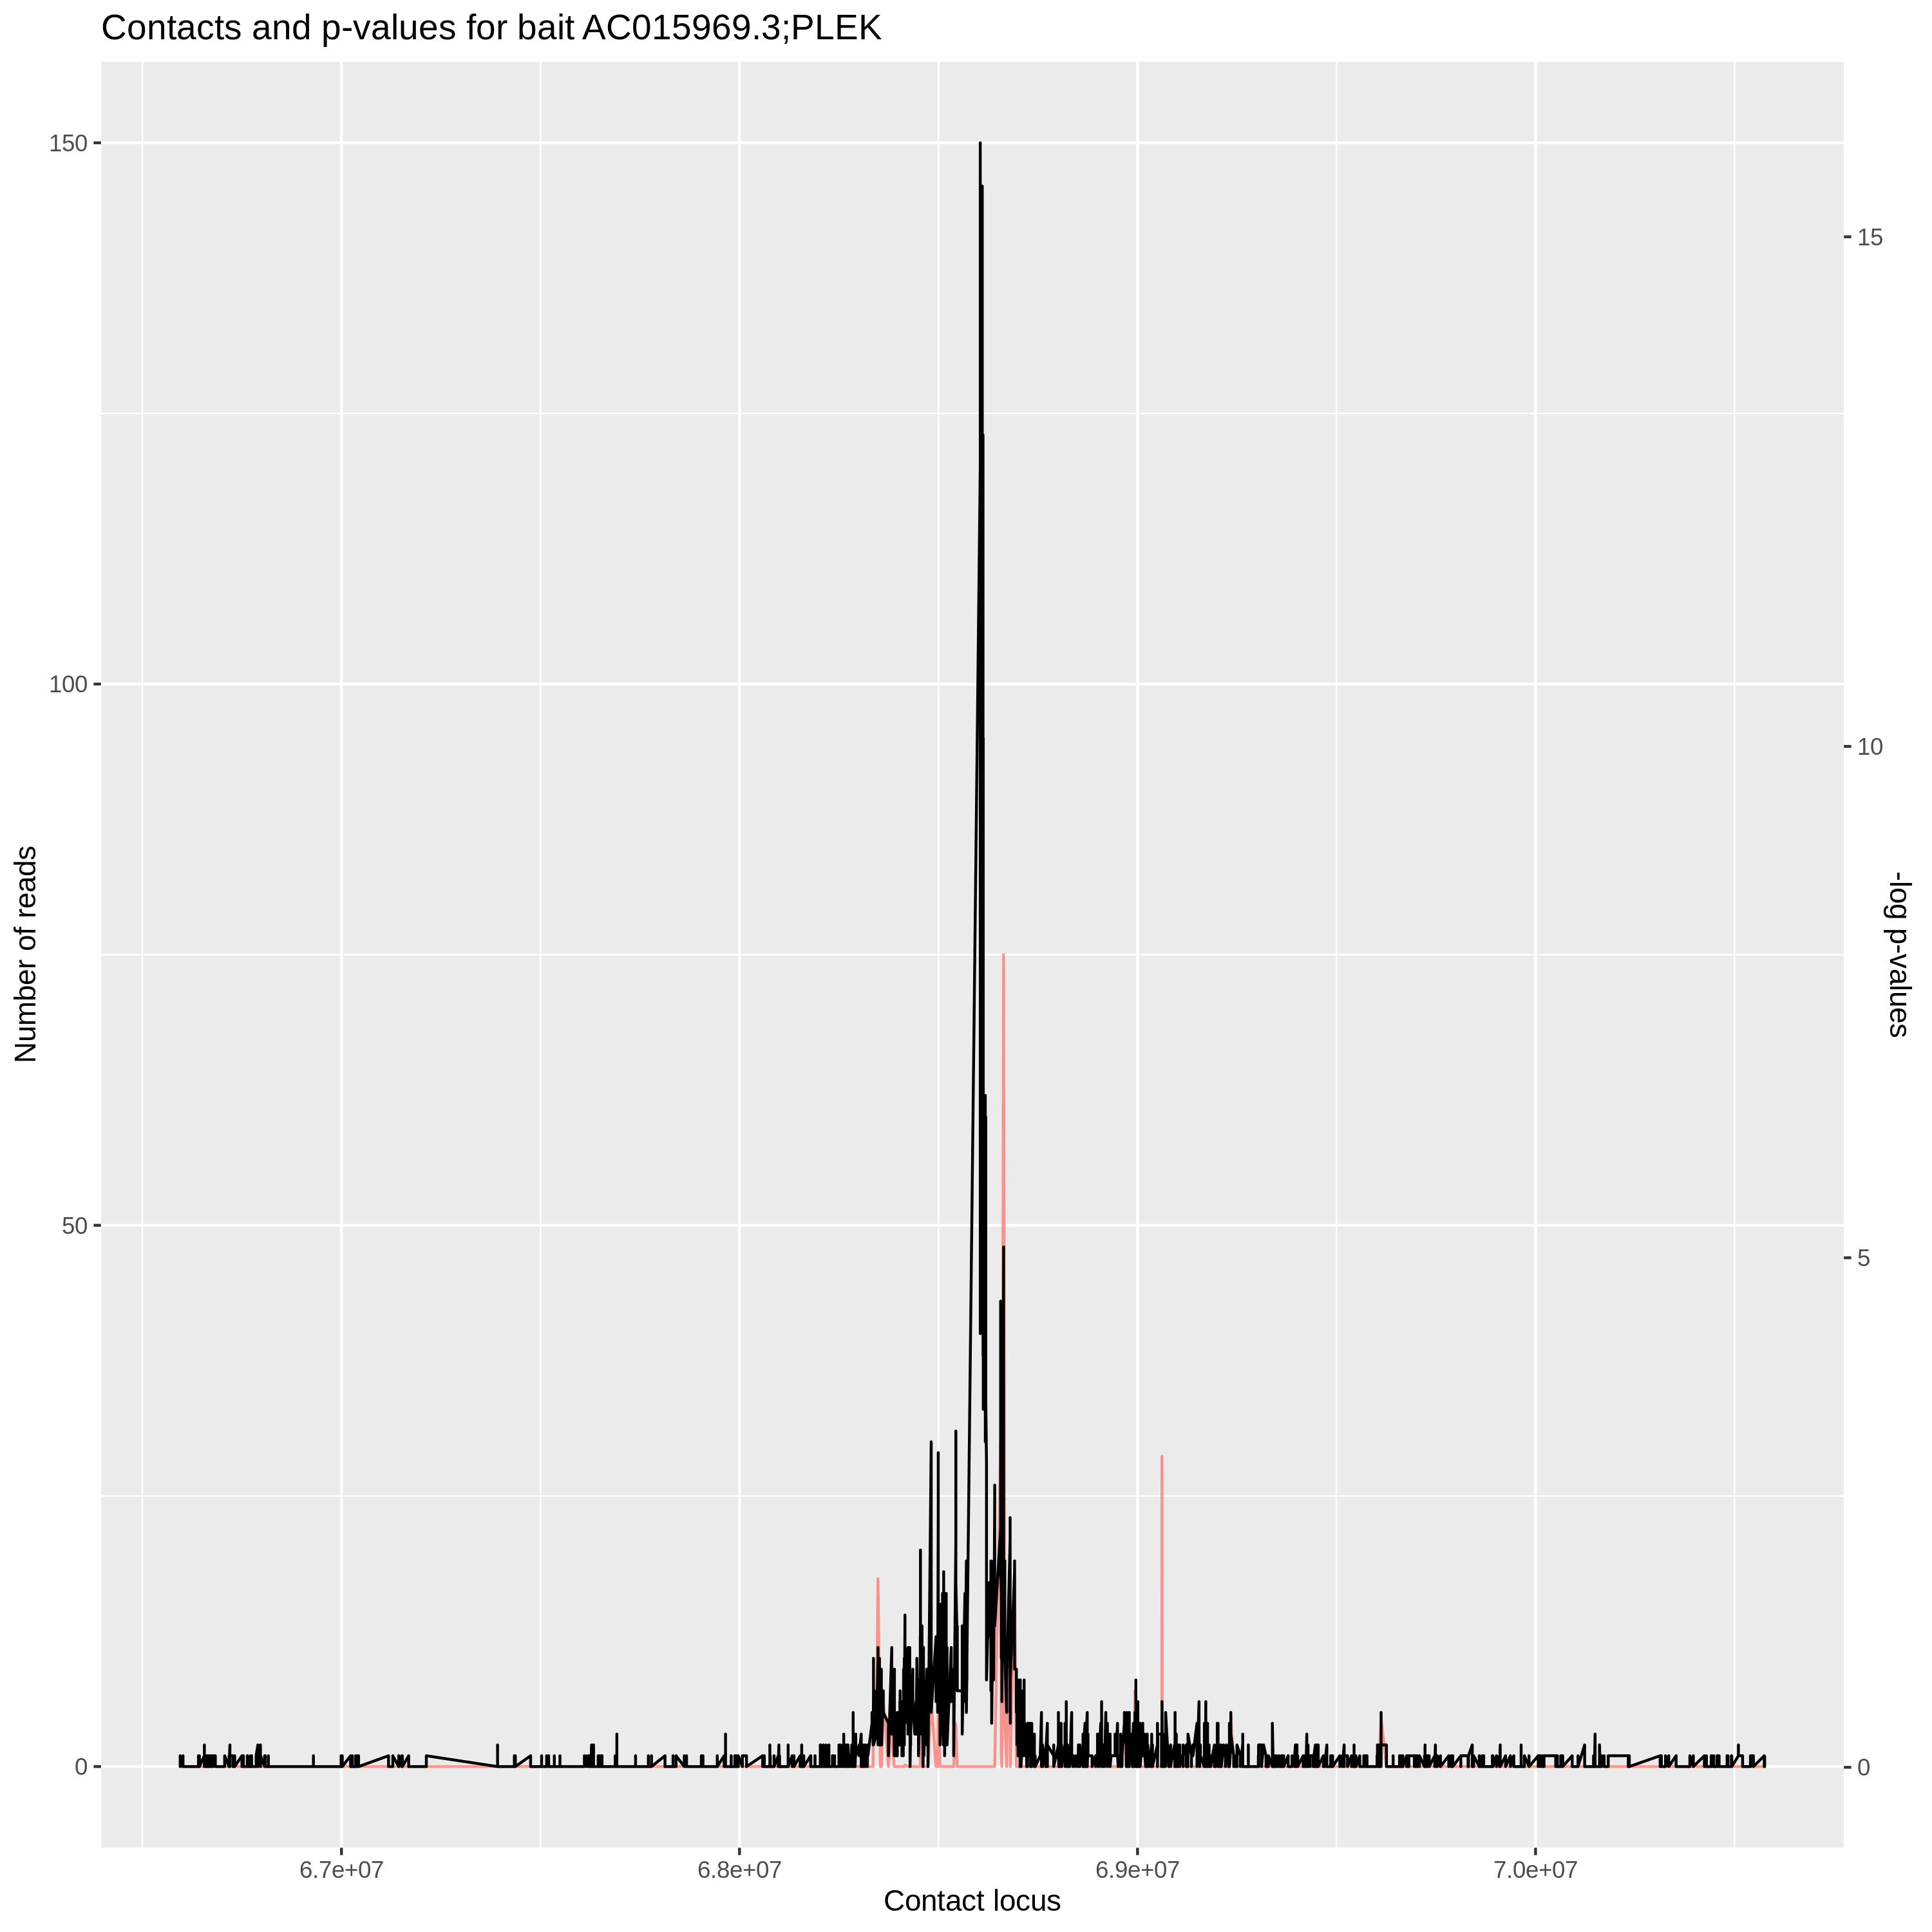 Contacts and p-values for bait AC015969.3;PLEK
150
100
50
0
Number of reads
15
10
5
0
-log p-values
6.7e+07
6.8e+07
6.9e+07
7.0e+07
Contact locus